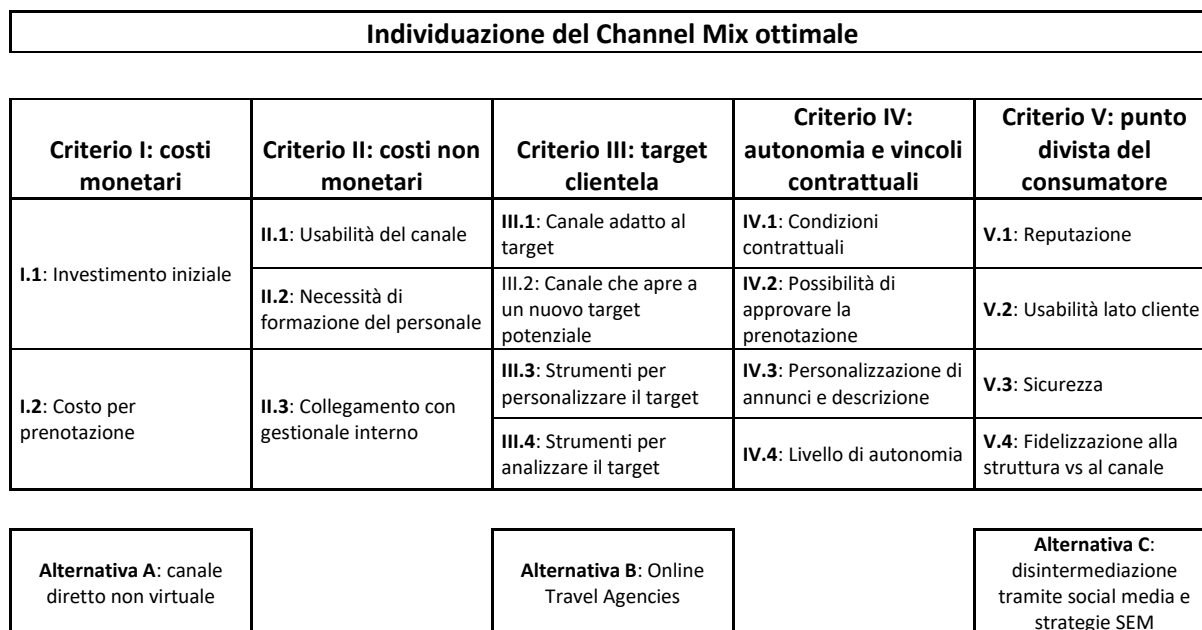 Individuazione del Channel Mix ottimale
Criterio I: costi
monetari
Criterio II: costi non
monetari
Criterio III: target
clientela
Criterio IV:
autonomia e vincoli
contrattuali
Criterio V: punto
divista del
consumatore
I.1: Investimento iniziale
II.1: Usabilità del canale
III.1: Canale adatto al
target
IV.1: Condizioni
contrattuali
V.1: Reputazione
II.2: Necessità di
formazione del personale
III.2: Canale che apre a
un nuovo target
potenziale
IV.2: Possibilità di
approvare la
prenotazione
V.2: Usabilità lato cliente
I.2: Costo per
prenotazione
II.3: Collegamento con
gestionale interno
III.3: Strumenti per
personalizzare il target
IV.3: Personalizzazione di
annunci e descrizione
V.3: Sicurezza
III.4: Strumenti per
analizzare il target
IV.4: Livello di autonomia
V.4: Fidelizzazione alla
struttura vs al canale
Alternativa A: canale
diretto non virtuale
Alternativa B: Online
Travel Agencies
Alternativa C:
disintermediazione
tramite social media e
strategie SEM